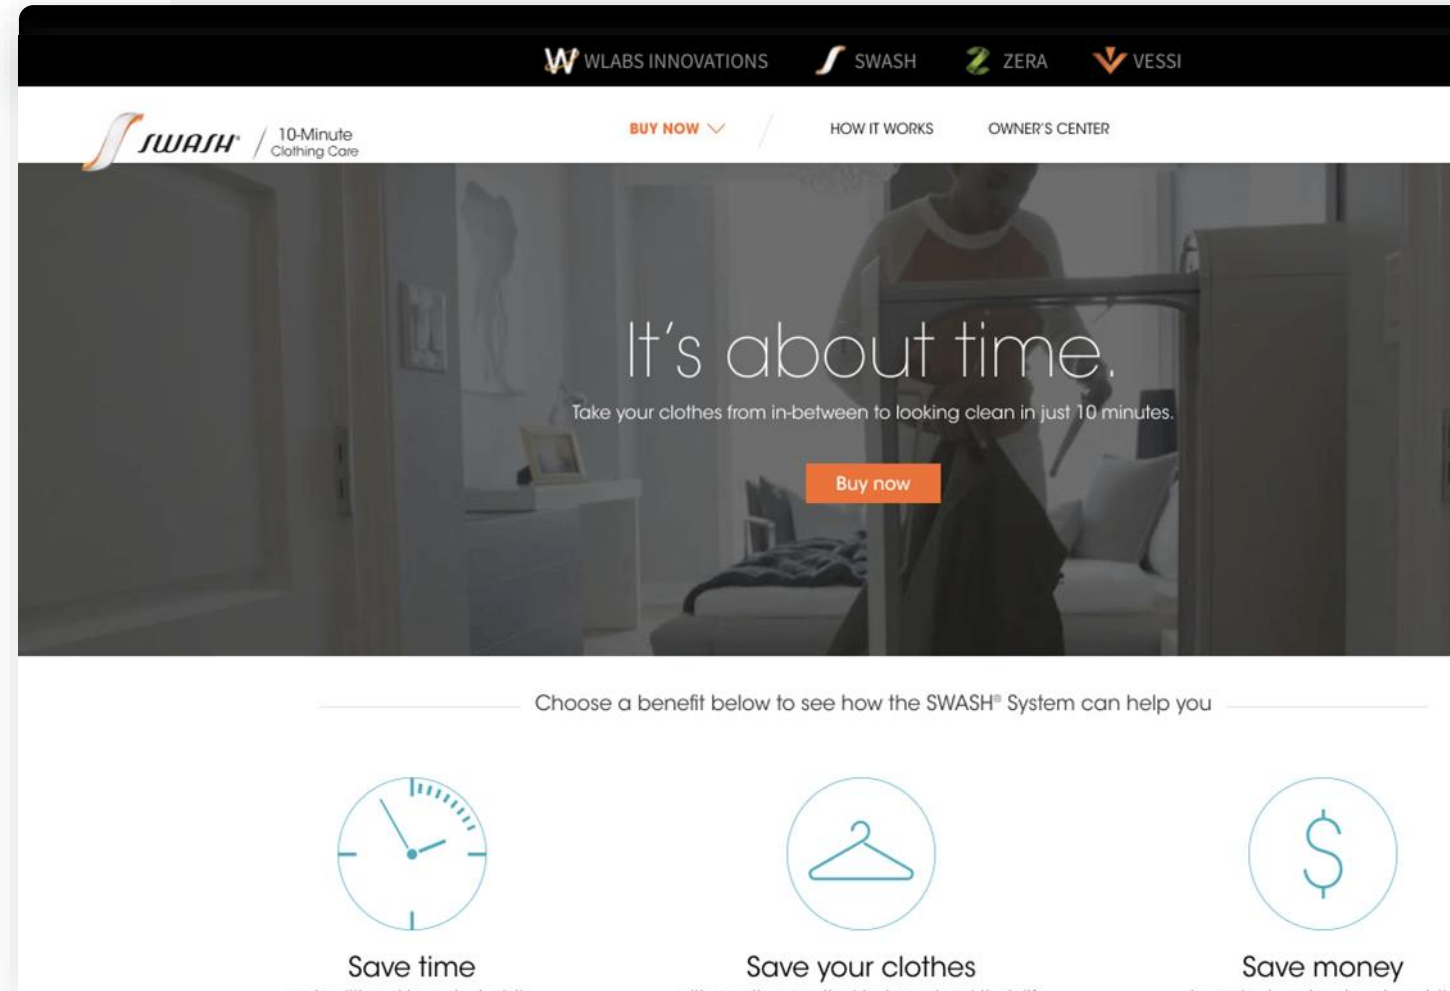 WLABS INNOVATIONS SWASH ZERA VESSI
SWASH® 10-Minute Clothing Care
BUY NOW HOW IT WORKS OWNER'S CENTER
It's about time.
Take your clothes from in-between to looking clean in just 10 minutes.
Buy now
Choose a benefit below to see how the SWASH® System can help you
Save time
Save your clothes
Save money